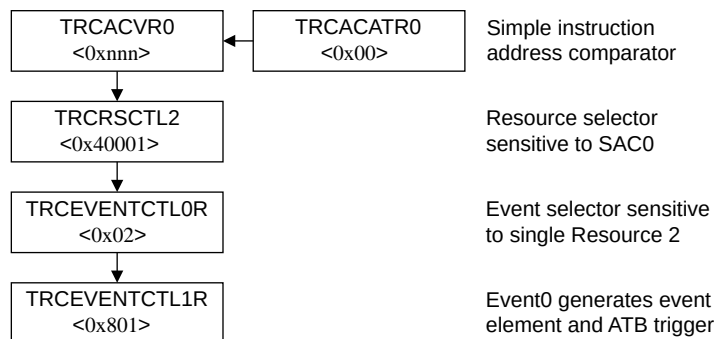 TRCACVR0
<0xnnn>
TRCACATR0
<0x00>
Simple instruction
address comparator
TRCRSCTL2
<0x40001>
Resource selector
sensitive to SAC0
TRCEVENTCTL0R
<0x02>
Event selector sensitive
to single Resource 2
TRCEVENTCTL1R
<0x801>
Event0 generates event
element and ATB trigger